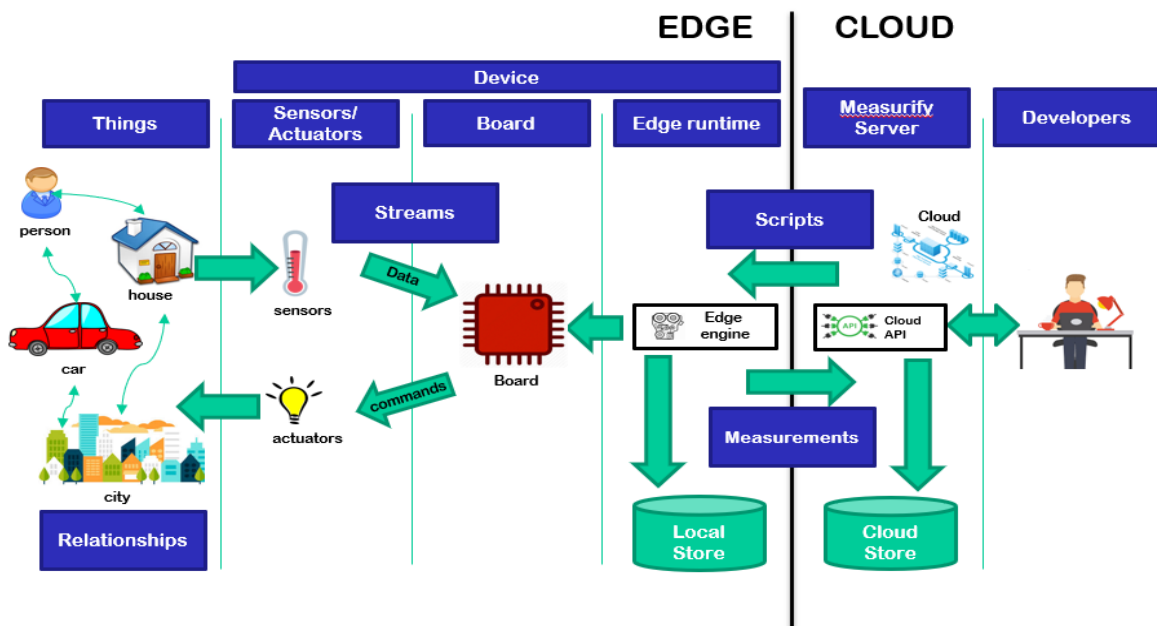 EDGE
CLOUD
Device
Things
Sensors/
Actuators
Board
Edge runtime
Measurify
Server
Developers
person
house
car
city
Relationships
Streams
sensors
Data
Board
commands
actuators
Scripts
Cloud
Edge
engine
API
Cloud
API
Measurements
Local
Store
Cloud
Store